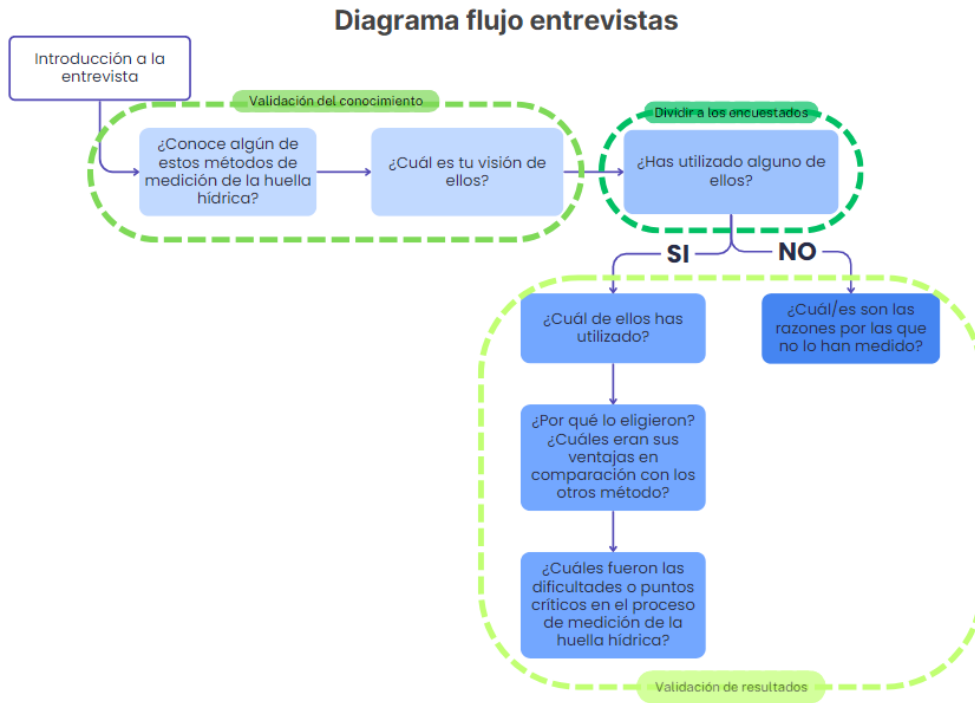 Diagrama flujo entrevistas
Introducción a la
entrevista
Validación del conocimiento
¿Conoce algún de
estos métodos de
medición de la huella
hídrica?
¿Cuál es tu visión de
ellos?
Dividir a los encuestados
¿Has utilizado alguno de
ellos?
SI
NO
¿Cuál de ellos has
utilizado?
¿Cuál/es son las
razones por las que
no lo han medido?
¿Por qué lo eligieron?
¿Cuáles eran sus
ventajas en
comparación con los
otros método?
¿Cuáles fueron las
dificultades o puntos
críticos en el proceso
de medición de la
huella hídrica?
Validación de resultados